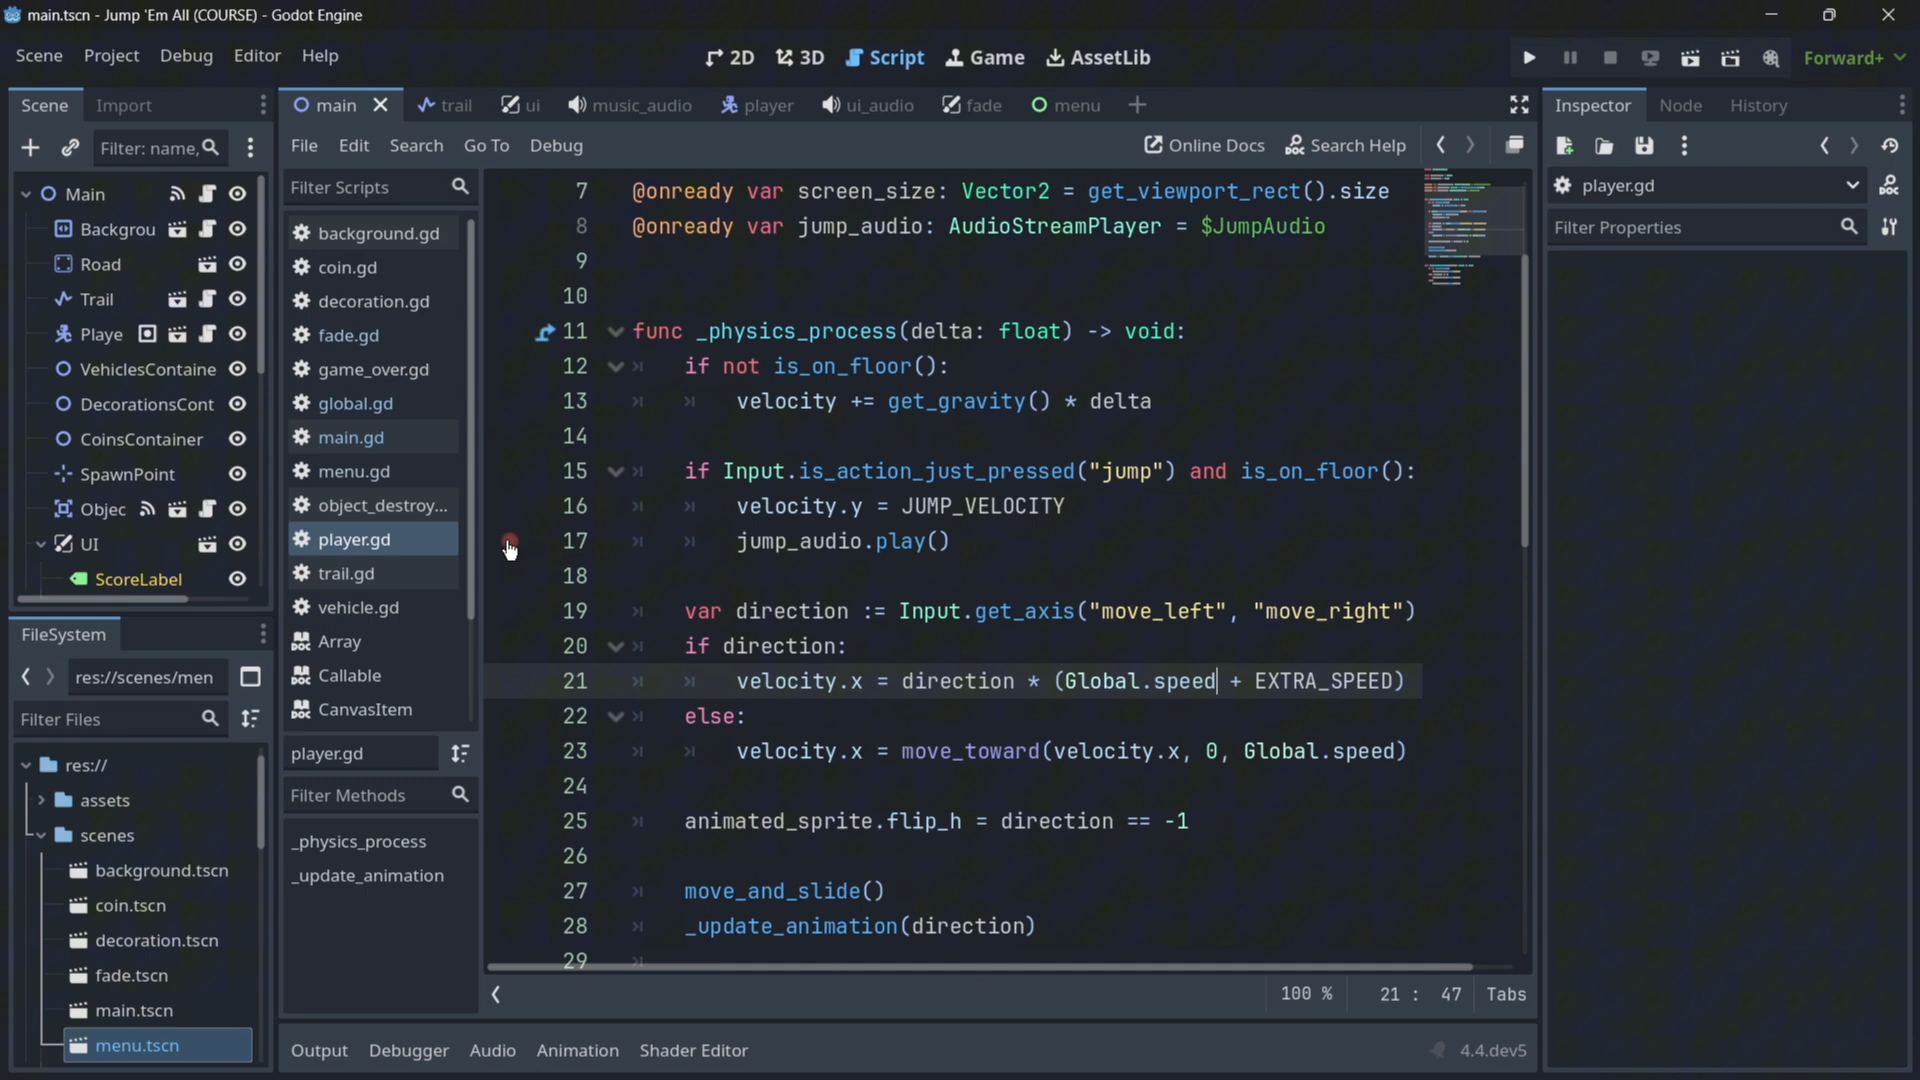 main.tscn - Jump 'Em All (COURSE) - Godot Engine
Scene Project Debug Editor Help
2D 3D Script Game AssetLib
Forward+
Scene Import
Filter: name,
Main
Backgrou
Road
Trail
Playe
VehiclesContaine
DecorationsCont
CoinsContainer
SpawnPoint
Objec
UI
ScoreLabel
FileSystem
res://scenes/men
Filter Files
res://
assets
scenes
background.tscn
coin.tscn
decoration.tscn
fade.tscn
main.tscn
menu.tscn
main trail ui music_audio player ui_audio fade menu
File Edit Search Go To Debug
Online Docs Search Help
Filter Scripts
background.gd
coin.gd
decoration.gd
fade.gd
game_over.gd
global.gd
main.gd
menu.gd
object_destroy...
player.gd
trail.gd
vehicle.gd
Array
Callable
CanvasItem
player.gd
Filter Methods
_physics_process
_update_animation
7 @onready var screen_size: Vector2 = get_viewport_rect().size
8 @onready var jump_audio: AudioStreamPlayer = $JumpAudio
9
10
11 func _physics_process(delta: float) -> void:
12 if not is_on_floor():
13 velocity += get_gravity() * delta
14
15 if Input.is_action_just_pressed("jump") and is_on_floor():
16 velocity.y = JUMP_VELOCITY
17 jump_audio.play()
18
19 var direction := Input.get_axis("move_left", "move_right")
20 if direction:
21 velocity.x = direction * (Global.speed + EXTRA_SPEED)
22 else:
23 velocity.x = move_toward(velocity.x, 0, Global.speed)
24
25 animated_sprite.flip_h = direction == -1
26
27 move_and_slide()
28 _update_animation(direction)
29
100 % 21 : 47 Tabs
Output Debugger Audio Animation Shader Editor
4.4.dev5
Inspector Node History
player.gd
Filter Properties